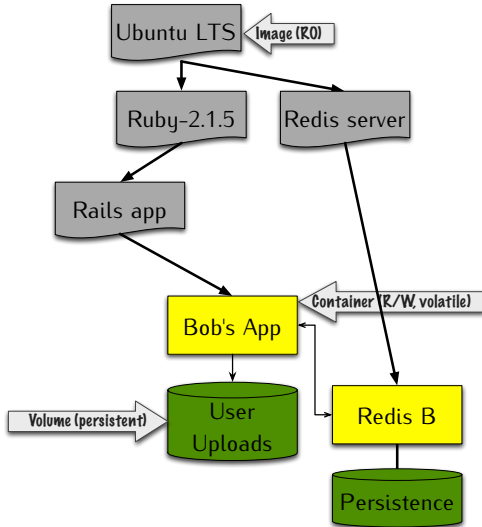 Ubuntu LTS
Image (RO)
Ruby-2.1.5
Redis server
Rails app
Container (R/W, volatile)
Bob's App
Volume (persistent)
User
Uploads
Redis B
Persistence